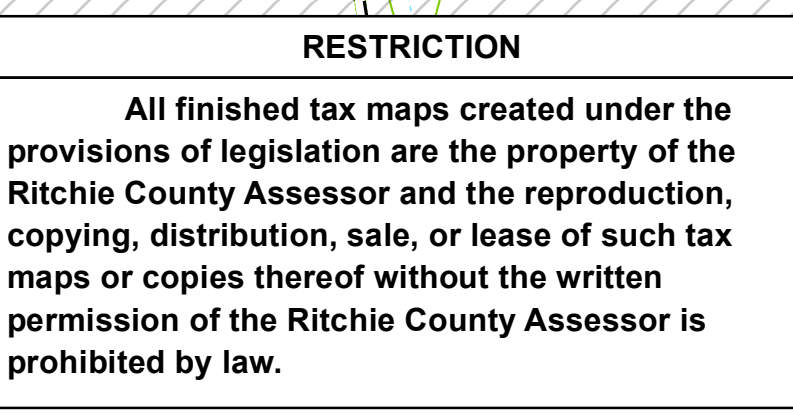 RESTRICTION
All finished tax maps created under the
provisions of legislation are the property of the
Ritchie County Assessor and the reproduction,
copying, distribution, sale, or lease of such tax
maps or copies thereof without the written
permission of the Ritchie County Assessor is
prohibited by law.